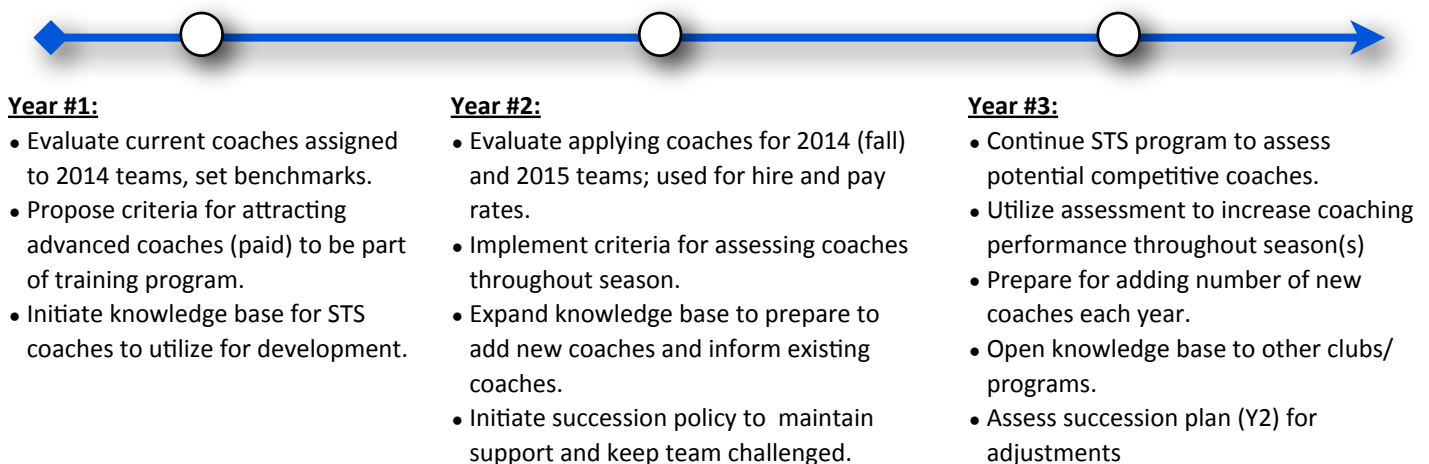 Year #1:
• Evaluate current coaches assigned
to 2014 teams, set benchmarks.
• Propose criteria for attracting
advanced coaches (paid) to be part
of training program.
• Initiate knowledge base for STS
coaches to utilize for development.
Year #2:
• Evaluate applying coaches for 2014 (fall)
and 2015 teams; used for hire and pay
rates.
• Implement criteria for assessing coaches
throughout season.
• Expand knowledge base to prepare to
add new coaches and inform existing
coaches.
• Initiate succession policy to maintain
support and keep team challenged.
Year #3:
• Continue STS program to assess
potential competitive coaches.
• Utilize assessment to increase coaching
performance throughout season(s)
• Prepare for adding number of new
coaches each year.
• Open knowledge base to other clubs/
programs.
• Assess succession plan (Y2) for
adjustments